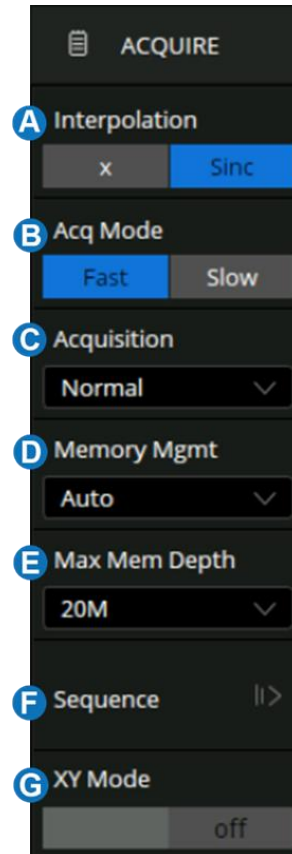 ACQUIRE
A Interpolation
x Sinc
B Acq Mode
Fast Slow
C Acquisition
Normal
D Memory Mgmt
Auto
E Max Mem Depth
20M
F Sequence
G XY Mode
off